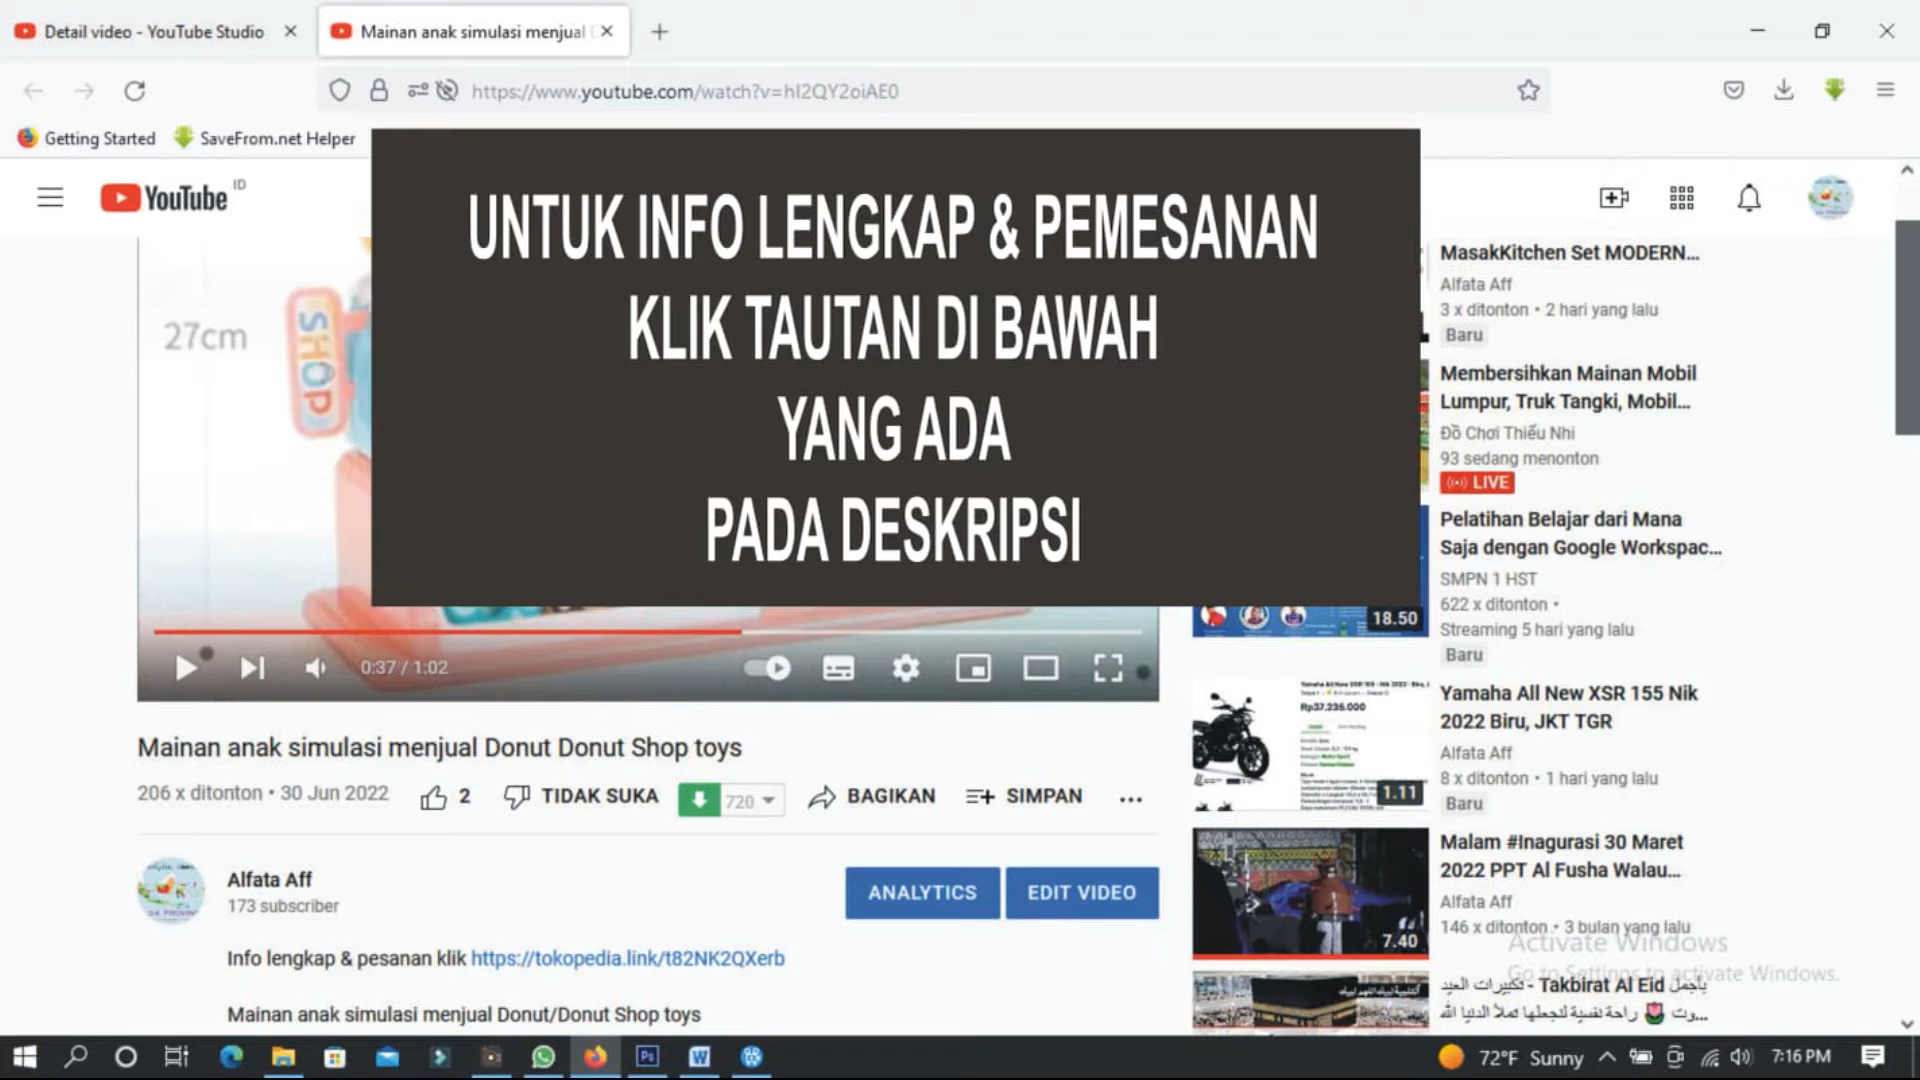 Detail video - YouTube Studio
Mainan anak simulasi menjual
https://www.youtube.com/watch?v=hI2QY2oiAE0
Getting Started
SaveFrom.net Helper
YouTube ID
UNTUK INFO LENGKAP & PEMESANAN
KLIK TAUTAN DI BAWAH
YANG ADA
PADA DESKRIPSI
27cm
SHOP
0:37 / 1:02
Mainan anak simulasi menjual Donut Donut Shop toys
206 x ditonton • 30 Jun 2022
2
TIDAK SUKA
720
BAGIKAN
SIMPAN
Alfata Aff
173 subscriber
ANALYTICS
EDIT VIDEO
Info lengkap & pesanan klik https://tokopedia.link/t82NK2QXerb
Mainan anak simulasi menjual Donut/Donut Shop toys
MasakKitchen Set MODERN...
Alfata Aff
3 x ditonton • 2 hari yang lalu
Baru
Membersihkan Mainan Mobil
Lumpur, Truk Tangki, Mobil...
Đồ Chơi Thiếu Nhi
93 sedang menonton
LIVE
18.50
Pelatihan Belajar dari Mana
Saja dengan Google Workspac...
SMPN 1 HST
622 x ditonton •
Streaming 5 hari yang lalu
Baru
Rp37.235.000
1.11
Yamaha All New XSR 155 Nik
2022 Biru, JKT TGR
Alfata Aff
8 x ditonton • 1 hari yang lalu
Baru
7.40
Malam #Inagurasi 30 Maret
2022 PPT Al Fusha Walau...
Alfata Aff
146 x ditonton • 3 bulan yang lalu
Activate Windows
Go to Settings to activate Windows.
بأجمل Takbirat Al Eid - تكبيرات العيد
72°F Sunny
7:16 PM